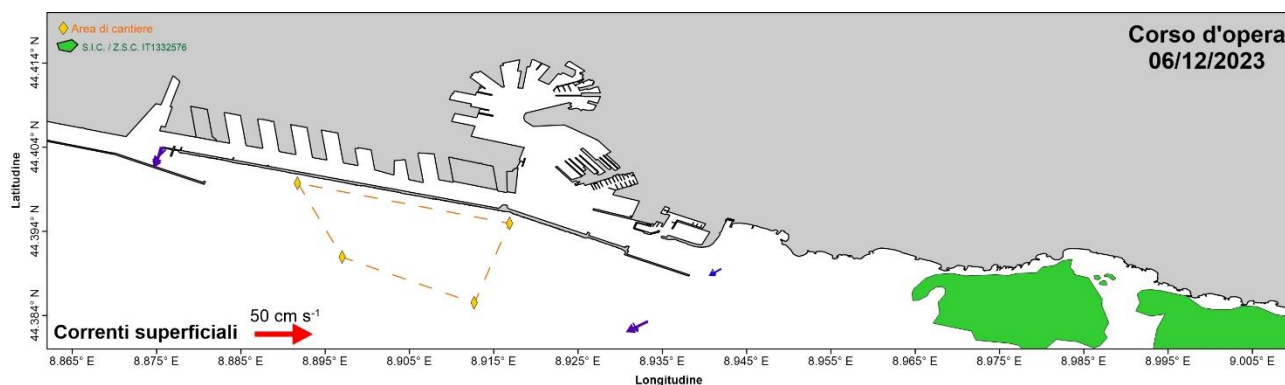 Area di cantiere
S.I.C. / Z.S.C. IT1332576
Corso d'opera
06/12/2023
Latitudine
44.414° N
44.404° N
44.394° N
44.384° N
Correnti superficiali
50 cm s⁻¹
8.865° E 8.875° E 8.885° E 8.895° E 8.905° E 8.915° E 8.925° E 8.935° E 8.945° E 8.955° E 8.965° E 8.975° E 8.985° E 8.995° E 9.005° E
Longitudine